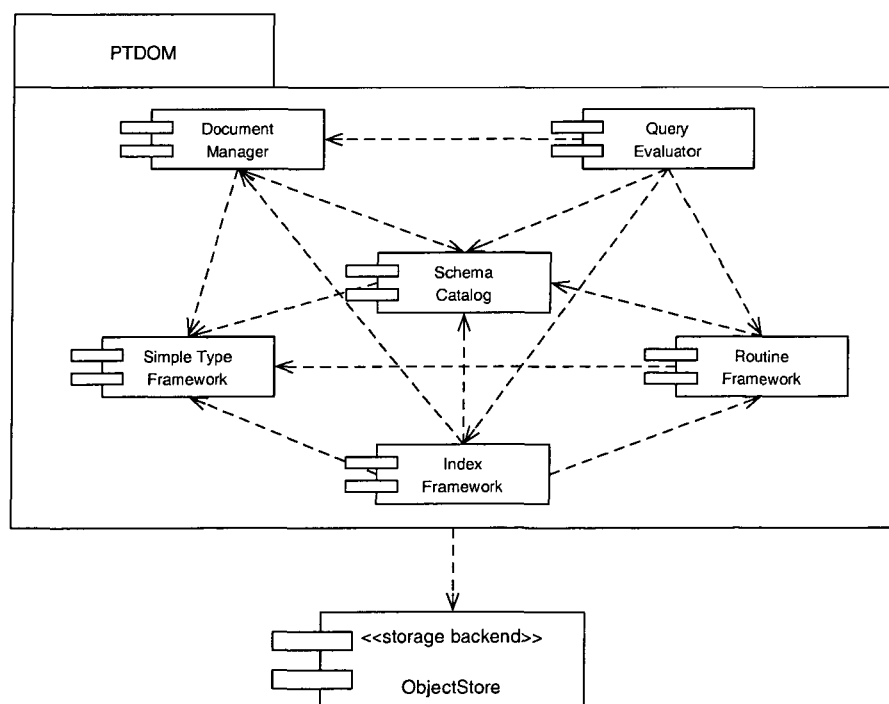 PTDOM
Document
Manager
Query
Evaluator
Schema
Catalog
Simple Type
Framework
Routine
Framework
Index
Framework
<<storage backend>>
ObjectStore